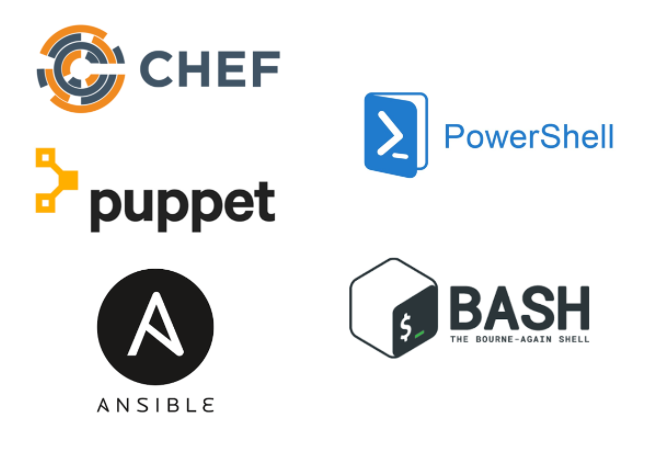 CHEF
PowerShell
puppet
$_
BASH
THE BOURNE-AGAIN SHELL
ANSIBLE